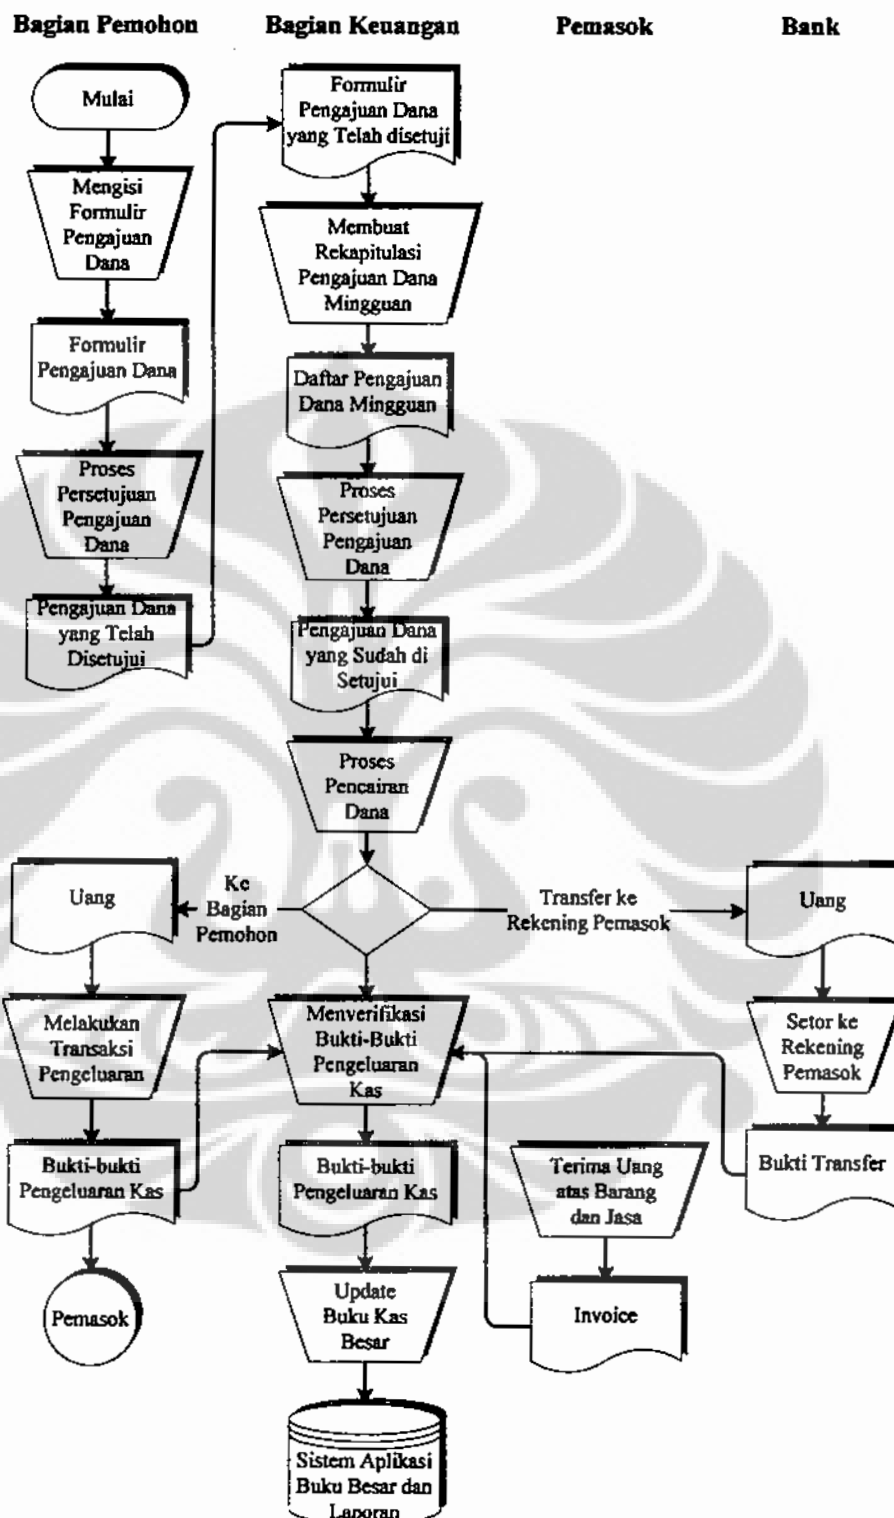 Bagian Pemohon
Bagian Keuangan
Pemasok
Bank
Mulai
Mengisi
Formulir
Pengajuan
Dana
Formulir
Pengajuan Dana
Proses
Persetujuan
Pengajuan
Dana
Pengajuan Dana
yang Telah
Disetujui
Formulir
Pengajuan Dana
yang Telah disetuji
Membuat
Rekapitulasi
Pengajuan Dana
Mingguan
Daftar Pengajuan
Dana Mingguan
Proses
Persetujuan
Pengajuan
Dana
Pengajuan Dana
yang Sudah di
Setujui
Proses
Pencairan
Dana
Uang
Ke
Bagian
Pemohon
Transfer ke
Rekening Pemasok
Uang
Melakukan
Transaksi
Pengeluaran
Menverifikasi
Bukti-Bukti
Pengeluaran
Kas
Setor ke
Rekening
Pemasok
Bukti-bukti
Pengeluaran Kas
Bukti-bukti
Pengeluaran Kas
Terima Uang
atas Barang
dan Jasa
Bukti Transfer
Pemasok
Update
Buku Kas
Besar
Invoice
Sistem Aplikasi
Buku Besar dan
Laporan